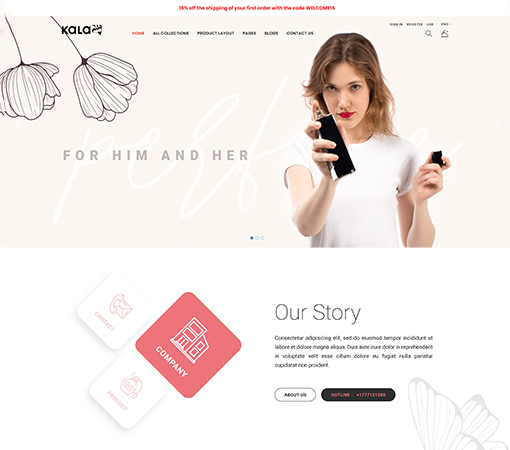 15% off the shipping of your first order with the code WELCOME15
SIGN IN REGISTER USD ENG
KALA HOME ALL COLLECTIONS PRODUCT LAYOUT PAGES BLOGS CONTACT US
perfume
FOR HIM AND HER
CONTACT
COMPANY
PRODUCT
Our Story
Consectetur adipisicing elit, sed do eiusmod tempor incididunt ut
labore et dolore magna aliqua. Duis aute irure dolor in reprehenderit
in voluptate velit esse cillum dolore eu fugiat nulla pariatur
cupidatat non proident.
ABOUT US HOTLINE : +1777121390